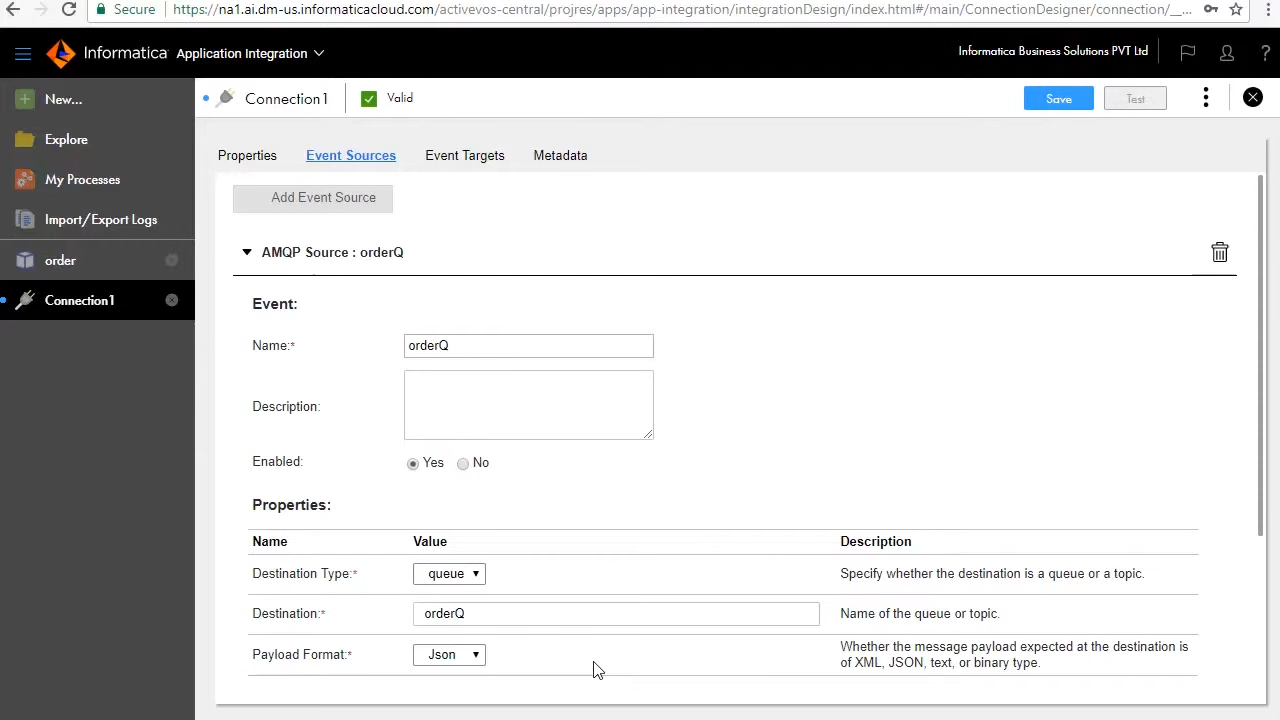 Secure https://na1.ai.dm-us.informaticacloud.com/activevos-central/projres/apps/app-integration/integrationDesign/index.html#/main/ConnectionDesigner/connection/__...
Informatica Application Integration
Informatica Business Solutions PVT Ltd
?
New...
Connection1
Valid
Save
Test
Explore
Properties
Event Sources
Event Targets
Metadata
My Processes
Add Event Source
Import/Export Logs
AMQP Source : orderQ
order
Connection1
Event:
Name:* orderQ
Description:
Enabled: Yes No
Properties:
Name Value Description
Destination Type:* queue Specify whether the destination is a queue or a topic.
Destination:* orderQ Name of the queue or topic.
Payload Format:* Json Whether the message payload expected at the destination is
of XML, JSON, text, or binary type.